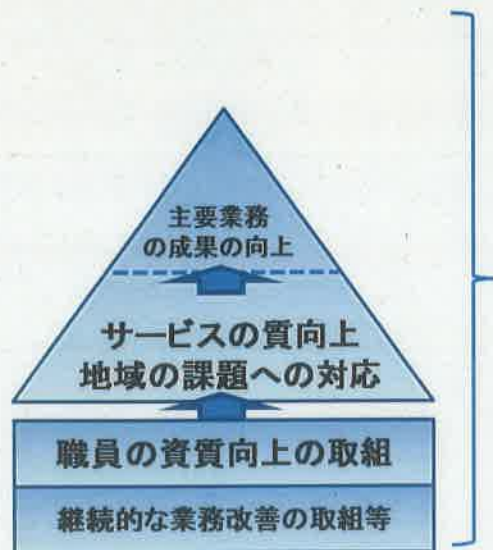 主要業務
の成果の向上
サービスの質向上
地域の課題への対応
職員の資質向上の取組
継続的な業務改善の取組等